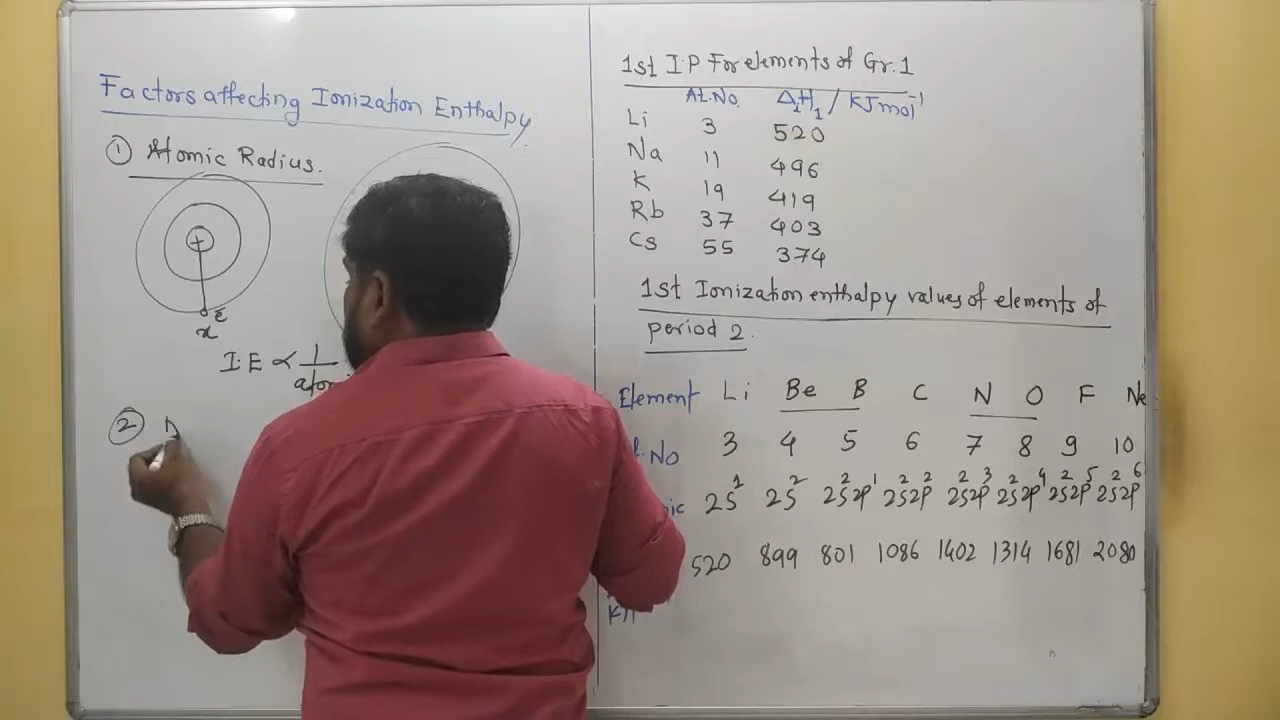 Factors affecting Ionization Enthalpy
① Atomic Radius.
+
e⁻
x
I.E ∝ 1
②
1st I.P For elements of Gr.1
At.No. ΔᵢH₁ / KJmol⁻¹
Li 3 520
Na 11 496
K 19 419
Rb 37 403
Cs 55 374
1st Ionization enthalpy values of elements of
period 2.
Element Li Be B C N O F Ne
No 3 4 5 6 7 8 9 10
2s¹ 2s² 2s²2p¹ 2s²2p² 2s²2p³ 2s²2p⁴ 2s²2p⁵ 2s²2p⁶
520 899 801 1086 1402 1314 1681 2080